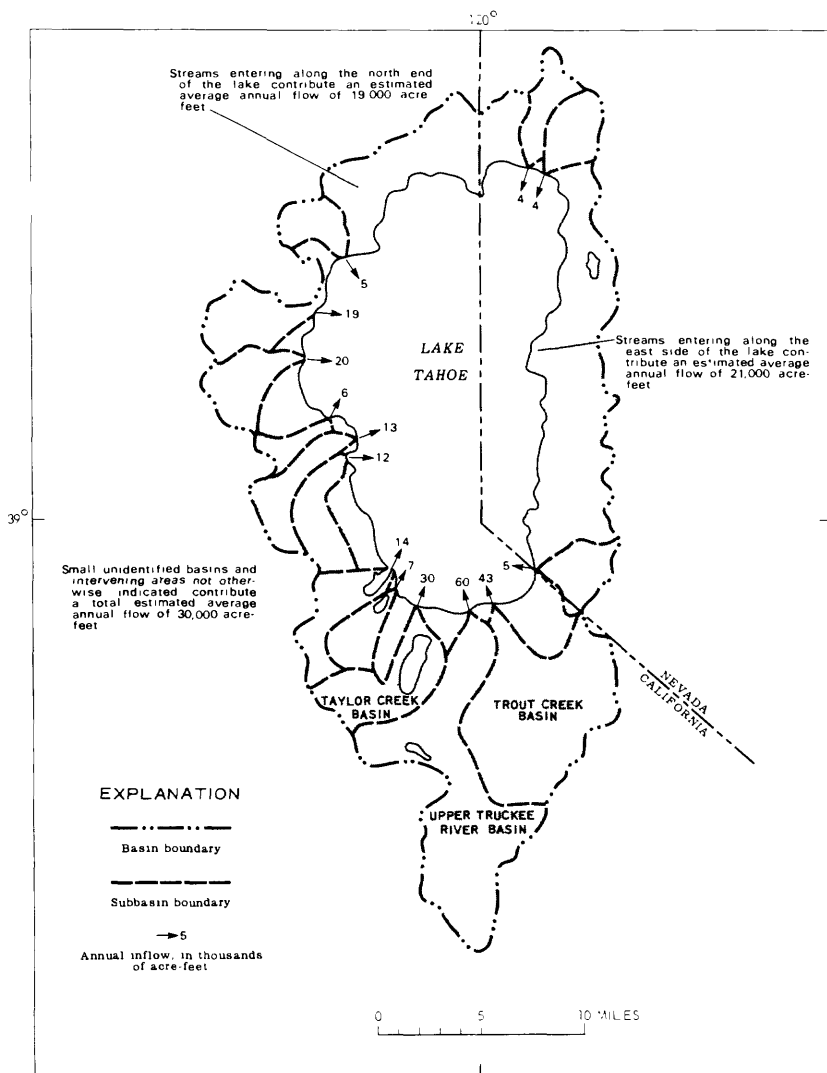 120°
Streams entering along the north end
of the lake contribute an estimated
average annual flow of 19 000 acre
feet
4
4
5
19
LAKE
TAHOE
Streams entering along the
east side of the lake con-
tribute an estimated average
annual flow of 21,000 acre-
feet
20
6
13
12
39°
Small unidentified basins and
intervening areas not other-
wise indicated contribute
a total estimated average
annual flow of 30,000 acre-
feet
14
7
30
60
43
5
NEVADA
CALIFORNIA
TAYLOR CREEK
BASIN
TROUT CREEK
BASIN
UPPER TRUCKEE
RIVER BASIN
EXPLANATION
Basin boundary
Subbasin boundary
5
Annual inflow, in thousands
of acre-feet
0 5 10 MILES